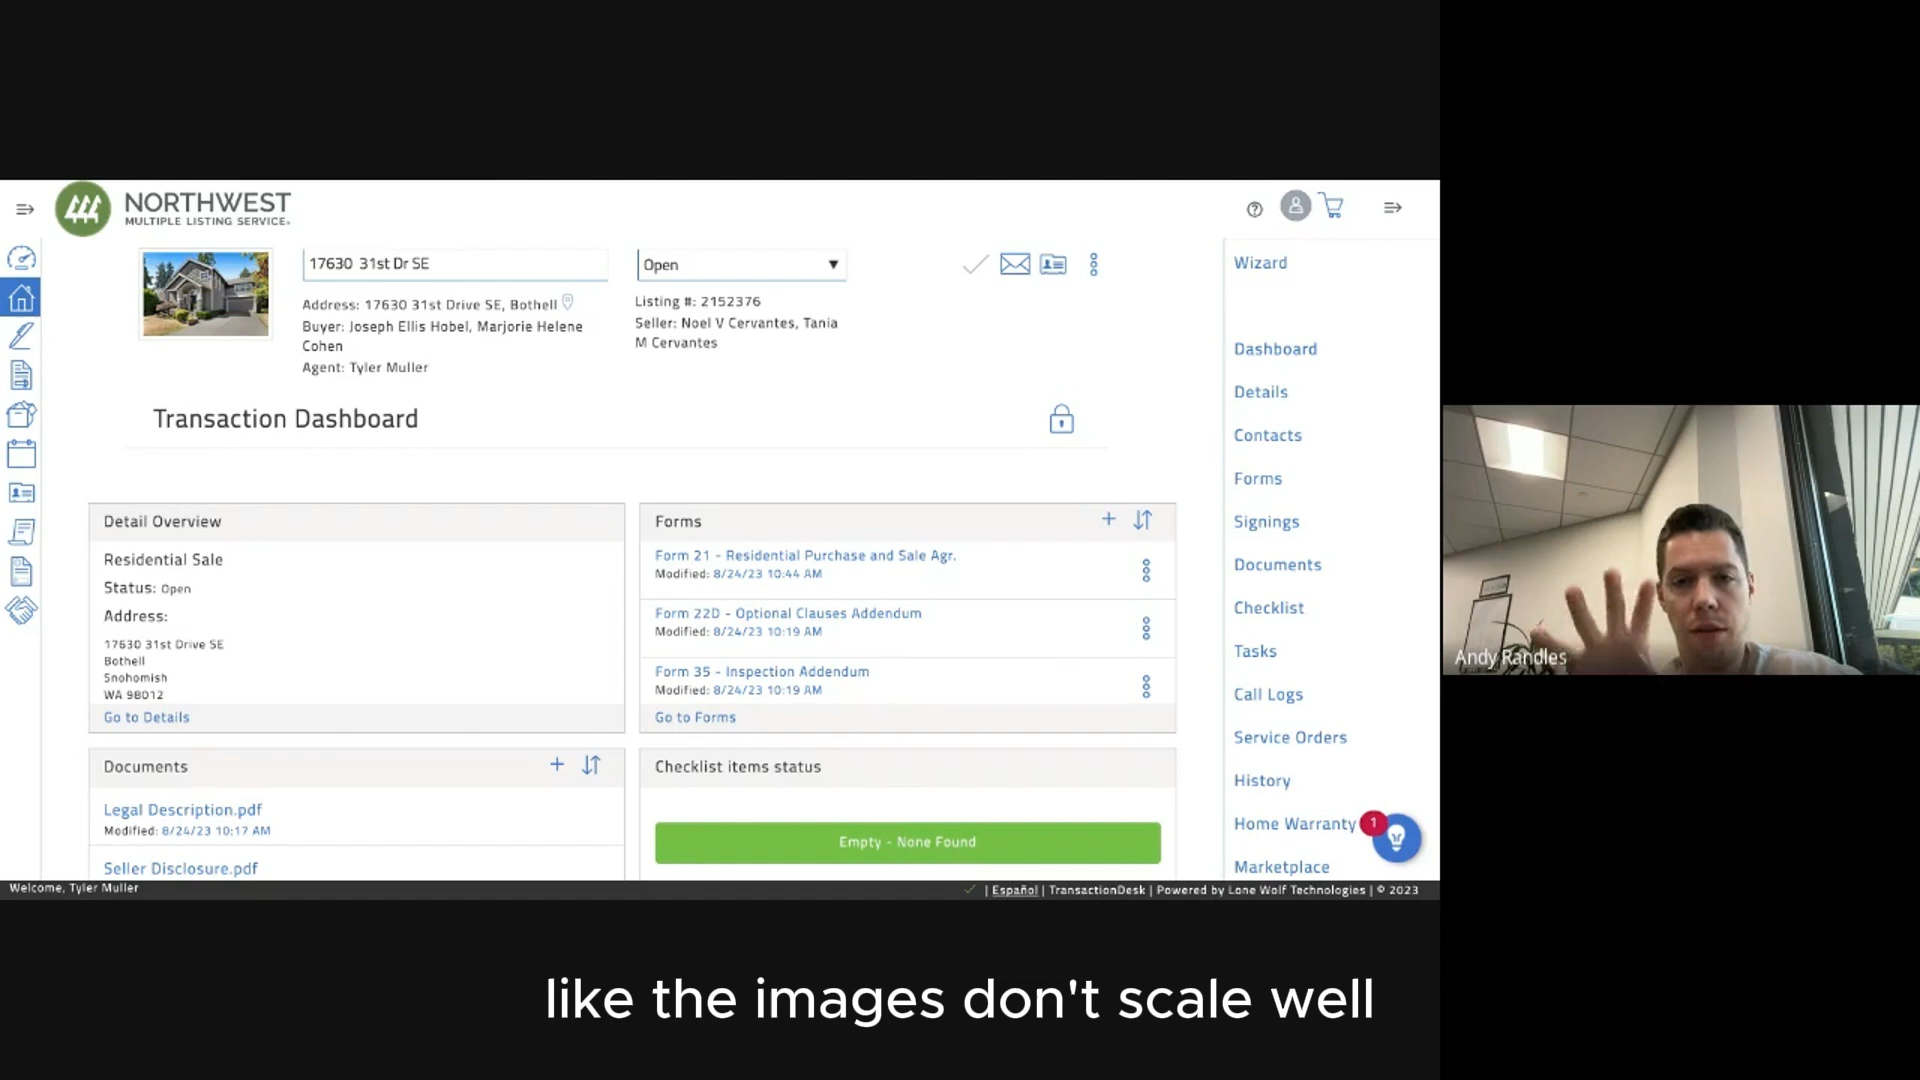 NORTHWEST
MULTIPLE LISTING SERVICE
17630 31st Dr SE
Open
Address: 17630 31st Drive SE, Bothell
Buyer: Joseph Ellis Hobel, Marjorie Helene
Cohen
Agent: Tyler Muller
Listing #: 2152376
Seller: Noel V Cervantes, Tania
M Cervantes
Transaction Dashboard
Detail Overview
Residential Sale
Status: Open
Address:
17630 31st Drive SE
Bothell
Snohomish
WA 98012
Go to Details
Forms
Form 21 - Residential Purchase and Sale Agr.
Modified: 8/24/23 10:44 AM
Form 22D - Optional Clauses Addendum
Modified: 8/24/23 10:19 AM
Form 35 - Inspection Addendum
Modified: 8/24/23 10:19 AM
Go to Forms
Documents
Legal Description.pdf
Modified: 8/24/23 10:17 AM
Seller Disclosure.pdf
Checklist items status
Empty - None Found
Wizard
Dashboard
Details
Contacts
Forms
Signings
Documents
Checklist
Tasks
Call Logs
Service Orders
History
Home Warranty
1
Marketplace
Welcome, Tyler Muller
| Español | TransactionDesk | Powered by Lone Wolf Technologies | © 2023
Andy Randles
like the images don't scale well